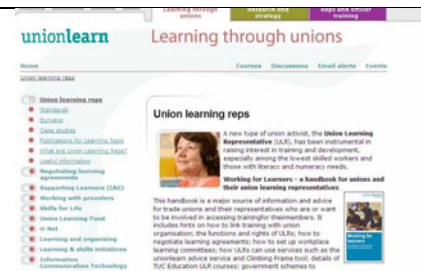 Learning through unions
Research and strategy
Reps and officer training
unionlearn
Learning through unions
Home
Courses Discussions Email alerts Events
Union learning reps
Union learning reps
Standards
Surveys
Case studies
Publications for Learning Reps
What are Union Learning Reps?
Useful information
Negotiating learning
agreements
Supporting Learners (IAG)
Working with providers
Skills for Life
Union Learning Fund
U-Net
Learning and organising
Learning & skills initiatives
Information
Communication Technology
Union learning reps
A new type of union activist, the Union Learning
Representative (ULR), has been instrumental in
raising interest in training and development,
especially among the lowest skilled workers and
those with literacy and numeracy needs.
Working for Learners - a handbook for unions and
their union learning representatives
This handbook is a major source of information and advice
for trade unions and their representatives who are or want
to be involved in accessing trainingfor theirmembers. It
includes hints on how to link training with union
organisation; the functions and rights of ULRs; how to
negotiate learning agreements; how to set up workplace
learning committees; how ULRs can use services such as the
unionlearn advice service and Climbing Frame tool; details of
TUC Education ULR courses; government schemes to
Working for
learners